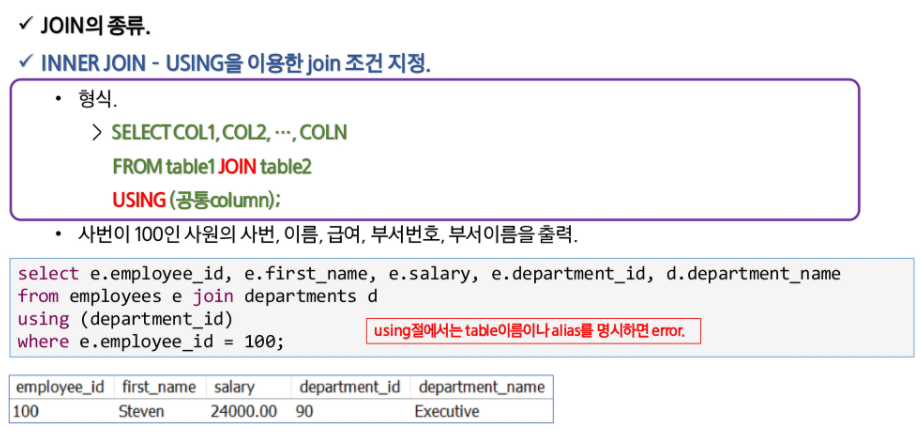 ✓ JOIN의 종류.
✓ INNER JOIN - USING을 이용한 join 조건 지정.
• 형식.
> SELECT COL1, COL2, …, COLN
FROM table1 JOIN table2
USING (공통column);
• 사번이 100인 사원의 사번, 이름, 급여, 부서번호, 부서이름을 출력.
select e.employee_id, e.first_name, e.salary, e.department_id, d.department_name
from employees e join departments d
using (department_id)
where e.employee_id = 100;
using절에서는 table이름이나 alias를 명시하면 error.
employee_id first_name salary department_id department_name
100 Steven 24000.00 90 Executive